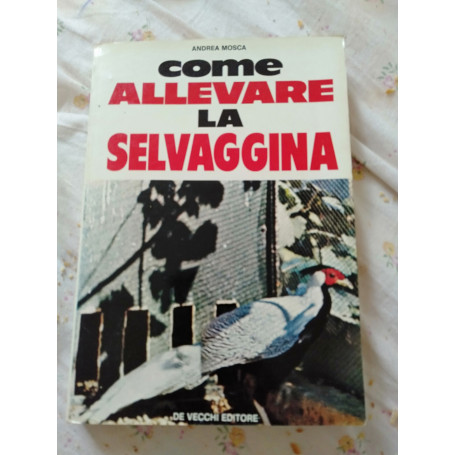 ANDREA MOSCA
come
ALLEVARE
LA
SELVAGGINA
DE VECCHI EDITORE